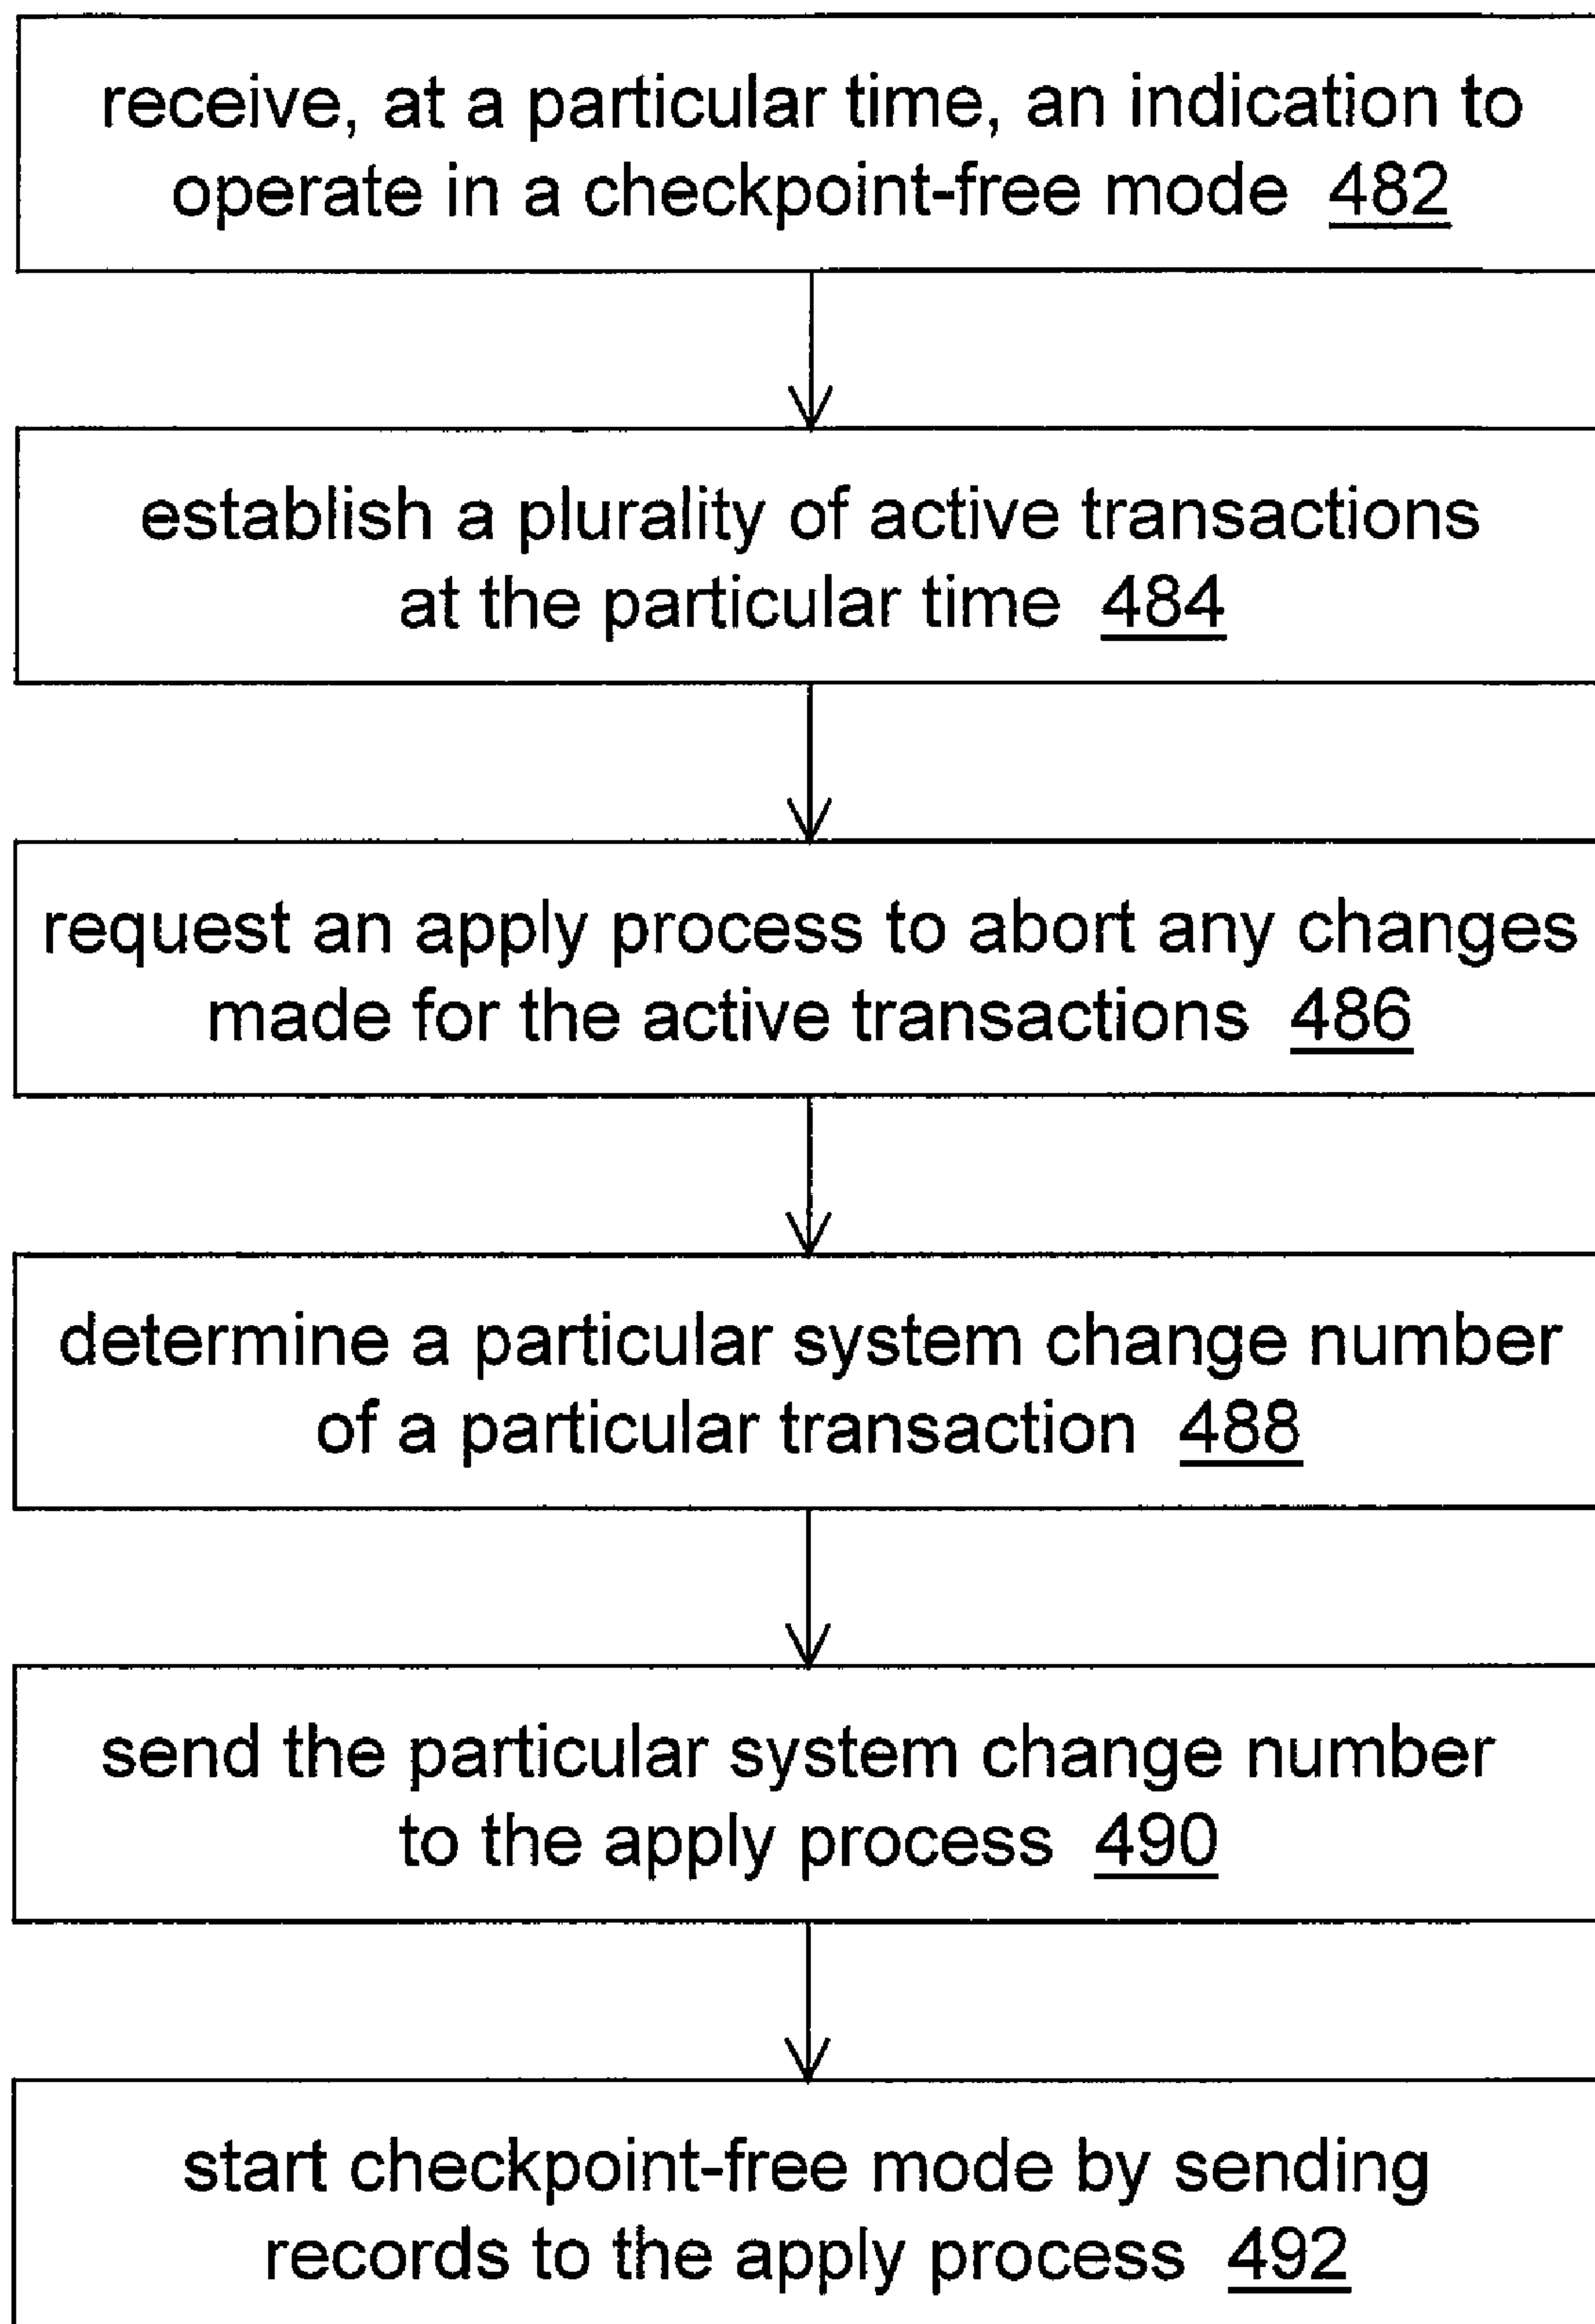 receive, at a particular time, an indication to
operate in a checkpoint-free mode 482
establish a plurality of active transactions
at the particular time 484
request an apply process to abort any changes
made for the active transactions 486
determine a particular system change number
of a particular transaction 488
send the particular system change number
to the apply process 490
start checkpoint-free mode by sending
records to the apply process 492